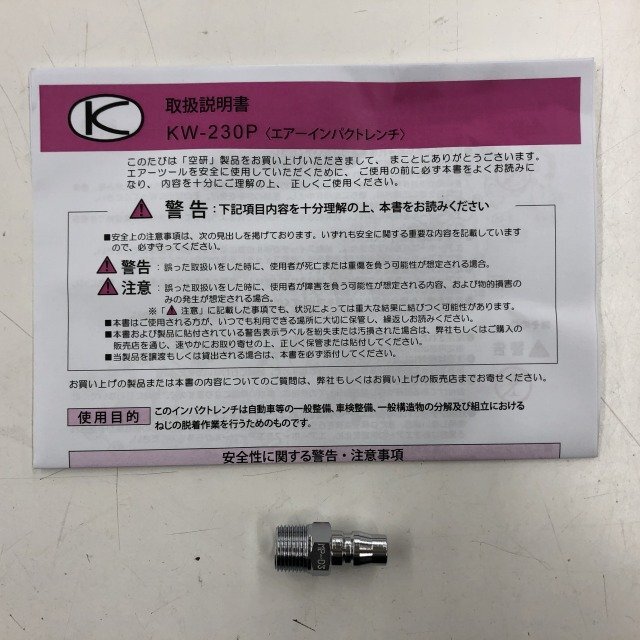 K
取扱説明書
KW-230P〈エアーインパクトレンチ〉
このたびは「空研」製品をお買い上げいただきまして、まことにありがとうございます。
エアーツールを安全に使用していただくために、ご使用の前に必ず本書をよくお読みに
なり、内容を十分にご理解の上、正しくご使用ください。
警告:下記項目内容を十分理解の上、本書をお読みください
■安全上の注意事項は、次の見出しを掲げております。いずれも安全に関する重要な内容を記載しています
ので、必ず守ってください。
警告:誤った取扱いをした時に、使用者が死亡または重傷を負う可能性が想定される場合。
注意:誤った取扱いをした時に、使用者が障害を負う可能性が想定される内容、および物的損害の
みの発生が想定される場合。
※「注意」に記載した事項でも、状況によっては重大な結果に結びつく可能性があります。
■本書はご使用される方が、いつでも利用できる場所に大切に保管し、繰返しお読みください。
■本書および製品に貼付されている警告表示ラベルを紛失または汚損された場合は、弊社もしくはご購入の
販売店を通し、速やかにお取り寄せの上、正しく保管または貼付してください。
■当製品を譲渡もしくは貸出される場合は、本書を必ず添付してください。
お買い上げの製品または本書の内容についてのご質問は、弊社もしくはお買い上げの販売店までお寄せください。
使用目的
このインパクトレンチは自動車等の一般整備、車検整備、一般構造物の分解及び組立における
ねじの脱着作業を行うためのものです。
安全性に関する警告・注意事項